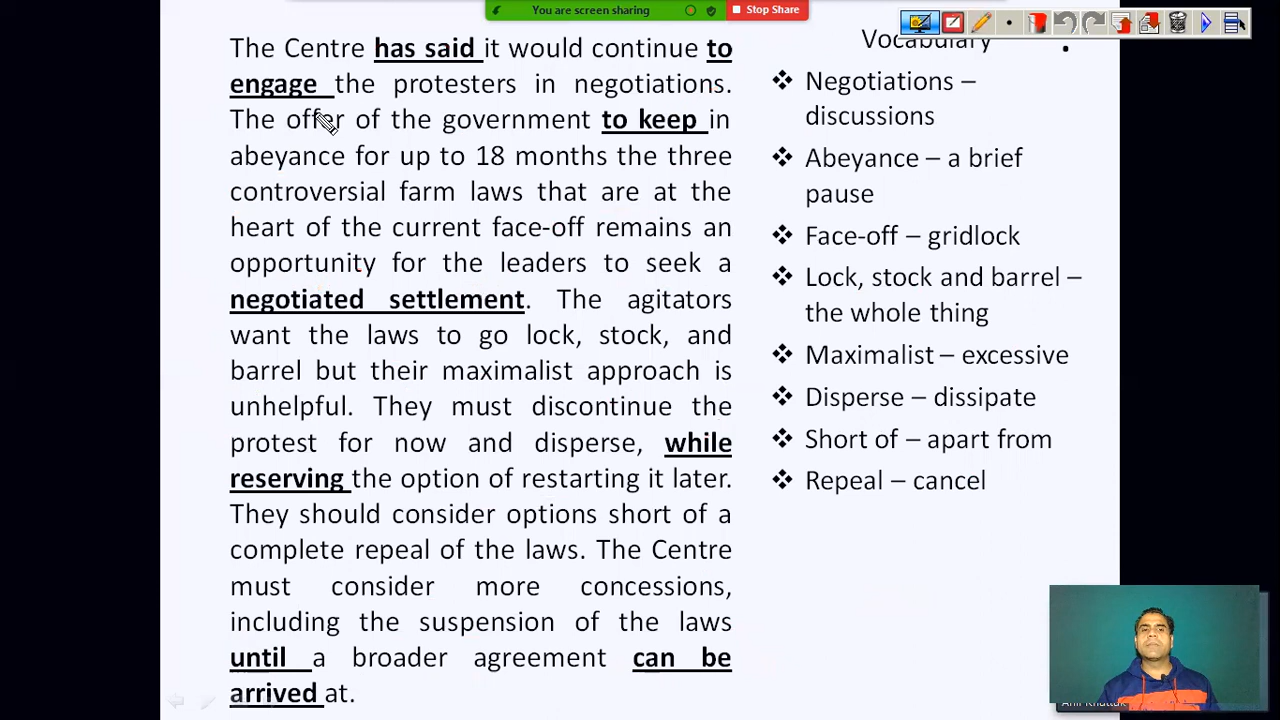 You are screen sharing
Stop Share
The Centre has said it would continue to
engage the protesters in negotiations.
The offer of the government to keep in
abeyance for up to 18 months the three
controversial farm laws that are at the
heart of the current face-off remains an
opportunity for the leaders to seek a
negotiated settlement. The agitators
want the laws to go lock, stock, and
barrel but their maximalist approach is
unhelpful. They must discontinue the
protest for now and disperse, while
reserving the option of restarting it later.
They should consider options short of a
complete repeal of the laws. The Centre
must consider more concessions,
including the suspension of the laws
until a broader agreement can be
arrived at.
Vocabulary
❖ Negotiations –
discussions
❖ Abeyance – a brief
pause
❖ Face-off – gridlock
❖ Lock, stock and barrel –
the whole thing
❖ Maximalist – excessive
❖ Disperse – dissipate
❖ Short of – apart from
❖ Repeal – cancel